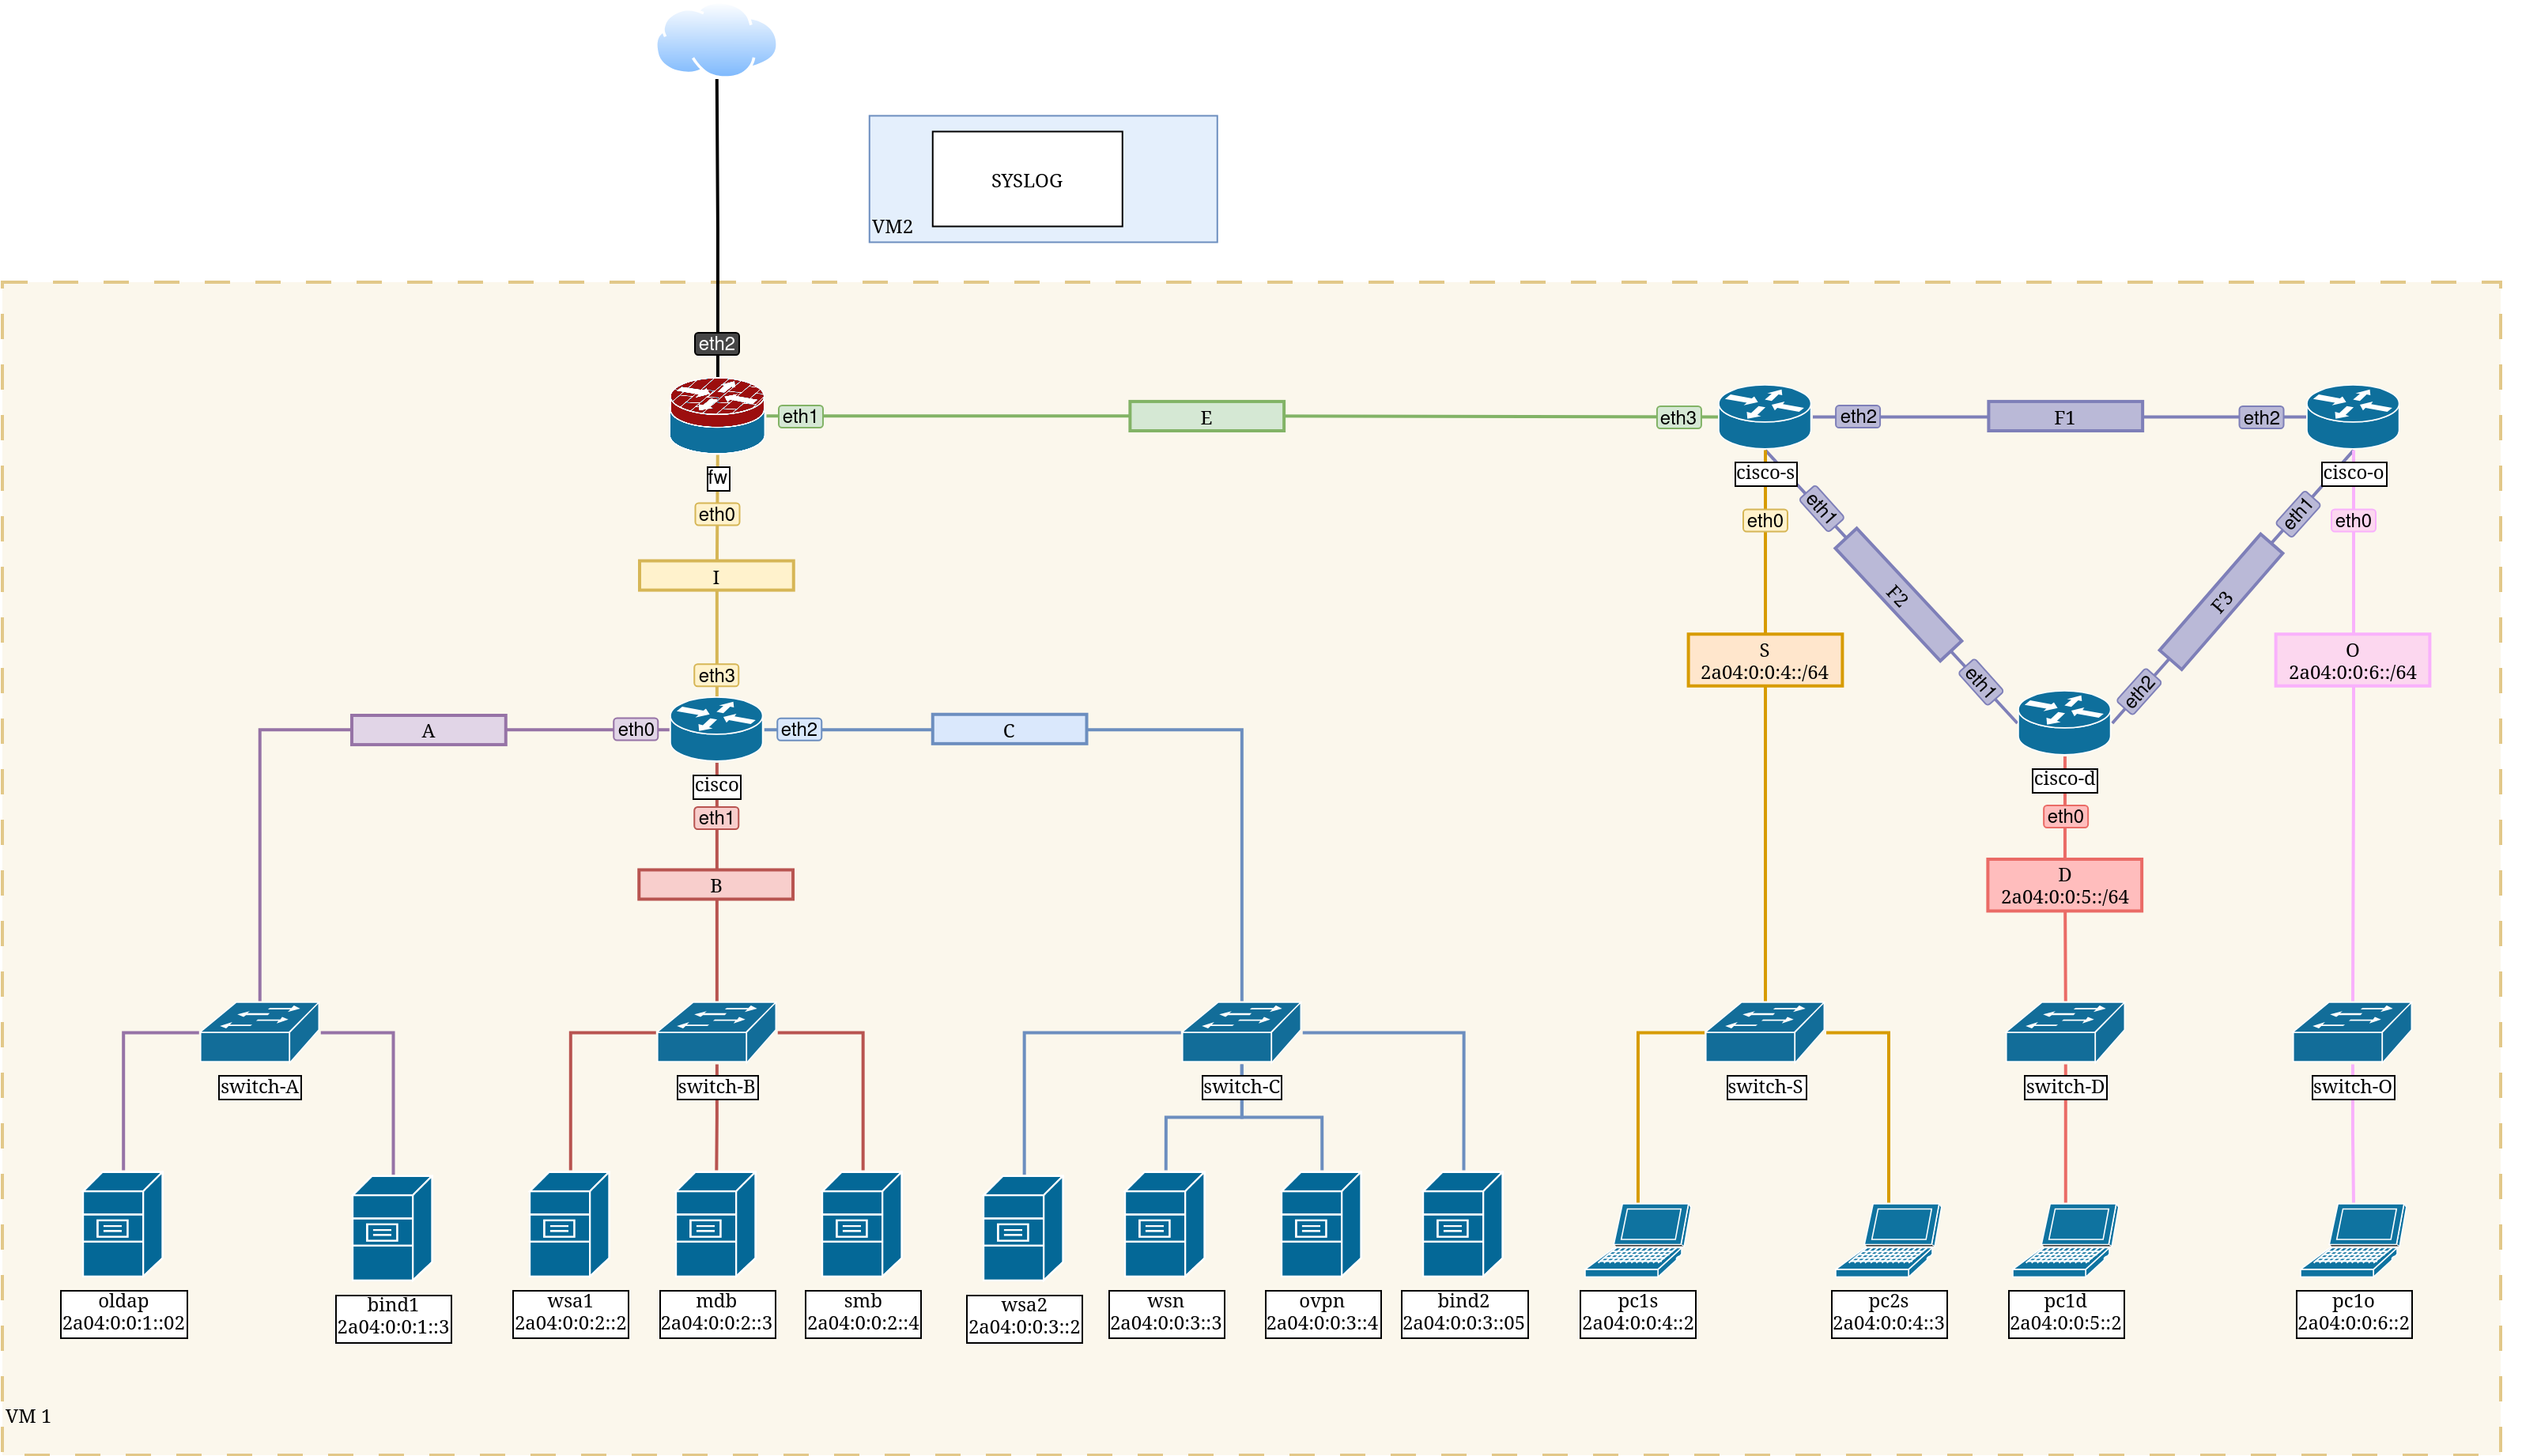 SYSLOG
VM2
eth2
eth1
E
eth3
eth2
F1
eth2
fw
cisco-s
cisco-o
eth0
eth0
eth1
eth1
eth0
I
F2
F3
S
2a04:0:0:4::/64
O
2a04:0:0:6::/64
eth3
eth1
eth2
A
eth0
eth2
C
cisco
cisco-d
eth1
eth0
B
D
2a04:0:0:5::/64
switch-A
switch-B
switch-C
switch-S
switch-D
switch-O
oldap
2a04:0:0:1::02
bind1
2a04:0:0:1::3
wsa1
2a04:0:0:2::2
mdb
2a04:0:0:2::3
smb
2a04:0:0:2::4
wsa2
2a04:0:0:3::2
wsn
2a04:0:0:3::3
ovpn
2a04:0:0:3::4
bind2
2a04:0:0:3::05
pc1s
2a04:0:0:4::2
pc2s
2a04:0:0:4::3
pc1d
2a04:0:0:5::2
pc1o
2a04:0:0:6::2
VM 1